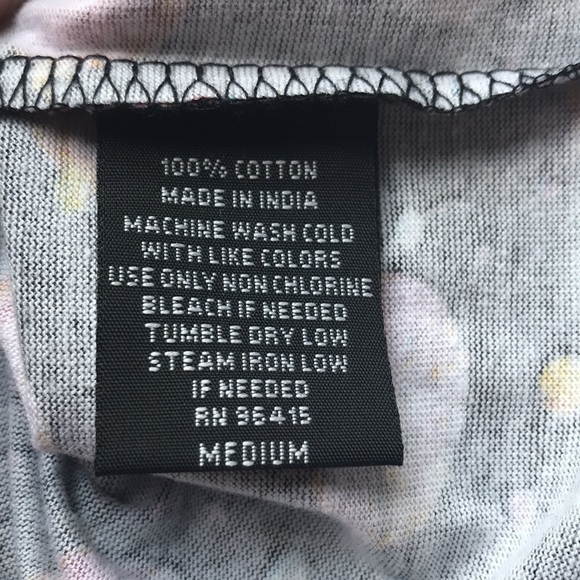 100% COTTON
MADE IN INDIA
MACHINE WASH COLD
WITH LIKE COLORS
USE ONLY NON CHLORINE
BLEACH IF NEEDED
TUMBLE DRY LOW
STEAM IRON LOW
IF NEEDED
RN 96415
MEDIUM